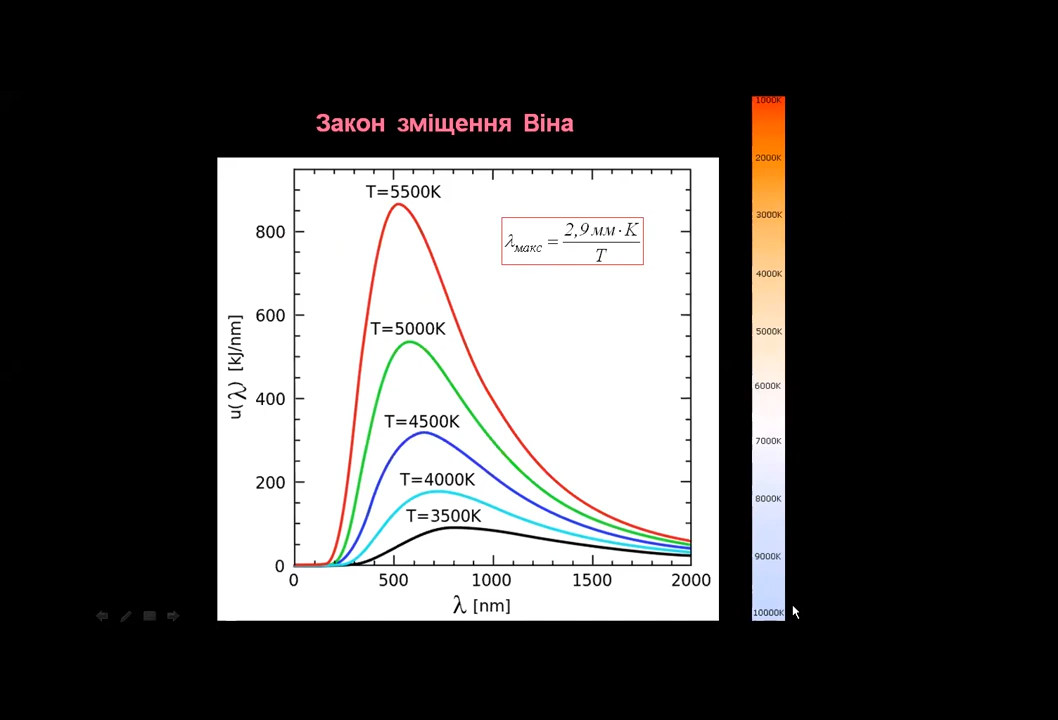 Закон зміщення Віна
T=5500K
λмакс = 2,9 мм · K / T
T=5000K
T=4500K
T=4000K
T=3500K
800
600
400
200
0
u(λ) [kJ/nm]
0 500 1000 1500 2000
λ [nm]
1000K
2000K
3000K
4000K
5000K
6000K
7000K
8000K
9000K
10000K